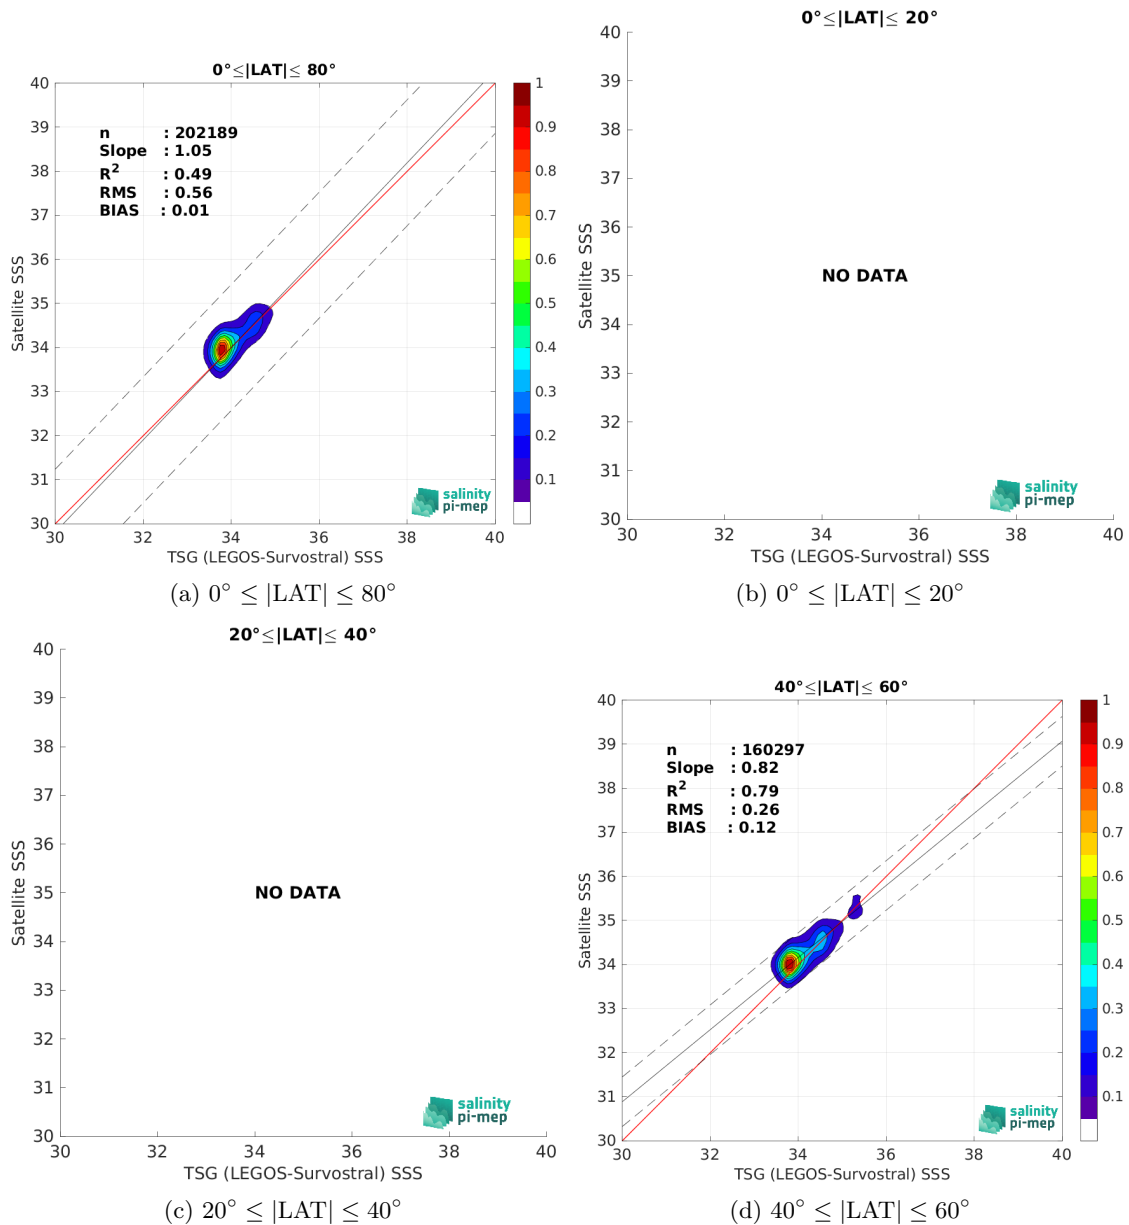 0°≤|LAT|≤ 80°
40
39
38
37
36
35
34
33
32
31
30
n : 202189
Slope : 1.05
R² : 0.49
RMS : 0.56
BIAS : 0.01
Satellite SSS
30 32 34 36 38 40
TSG (LEGOS-Survostral) SSS
1
0.9
0.8
0.7
0.6
0.5
0.4
0.3
0.2
0.1
salinity
pi-mep
(a) 0° ≤ |LAT| ≤ 80°
0°≤|LAT|≤ 20°
40
39
38
37
36
35
34
33
32
31
30
NO DATA
Satellite SSS
30 32 34 36 38 40
TSG (LEGOS-Survostral) SSS
salinity
pi-mep
(b) 0° ≤ |LAT| ≤ 20°
20°≤|LAT|≤ 40°
40
39
38
37
36
35
34
33
32
31
30
NO DATA
Satellite SSS
30 32 34 36 38 40
TSG (LEGOS-Survostral) SSS
salinity
pi-mep
(c) 20° ≤ |LAT| ≤ 40°
40°≤|LAT|≤ 60°
40
39
38
37
36
35
34
33
32
31
30
n : 160297
Slope : 0.82
R² : 0.79
RMS : 0.26
BIAS : 0.12
Satellite SSS
30 32 34 36 38 40
TSG (LEGOS-Survostral) SSS
1
0.9
0.8
0.7
0.6
0.5
0.4
0.3
0.2
0.1
salinity
pi-mep
(d) 40° ≤ |LAT| ≤ 60°